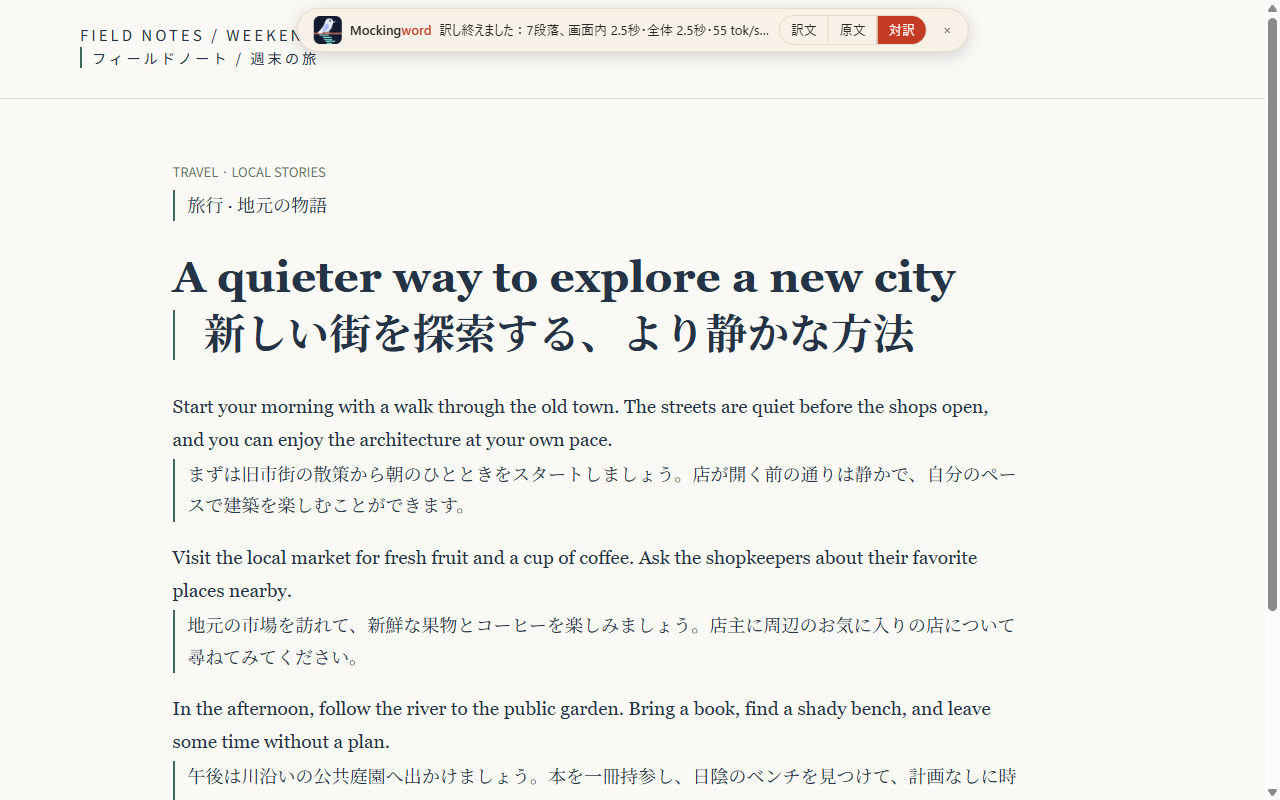 FIELD NOTES / WEEKEN
フィールドノート / 週末の旅
Mockingword 訳し終えました：7段落、画面内 2.5秒·全体 2.5秒·55 tok/s... 訳文 原文 対訳 ×
TRAVEL · LOCAL STORIES
旅行 · 地元の物語
A quieter way to explore a new city
新しい街を探索する、より静かな方法
Start your morning with a walk through the old town. The streets are quiet before the shops open,
and you can enjoy the architecture at your own pace.
まずは旧市街の散策から朝のひとときをスタートしましょう。店が開く前の通りは静かで、自分のペー
スで建築を楽しむことができます。
Visit the local market for fresh fruit and a cup of coffee. Ask the shopkeepers about their favorite
places nearby.
地元の市場を訪れて、新鮮な果物とコーヒーを楽しみましょう。店主に周辺のお気に入りの店について
尋ねてみてください。
In the afternoon, follow the river to the public garden. Bring a book, find a shady bench, and leave
some time without a plan.
午後は川沿いの公共庭園へ出かけましょう。本を一冊持参し、日陰のベンチを見つけて、計画なしに時